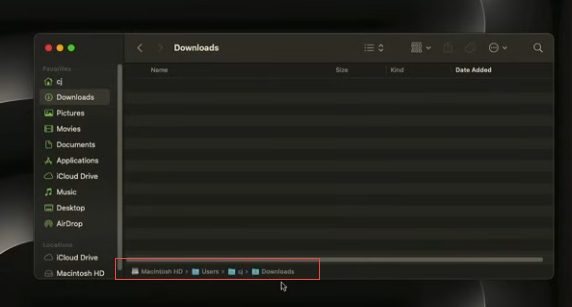 Downloads
Favorites
cj
Downloads
Pictures
Movies
Documents
Applications
iCloud Drive
Music
Desktop
AirDrop
Locations
iCloud Drive
Macintosh HD
Name Size Kind Date Added
Macintosh HD › Users › cj › Downloads